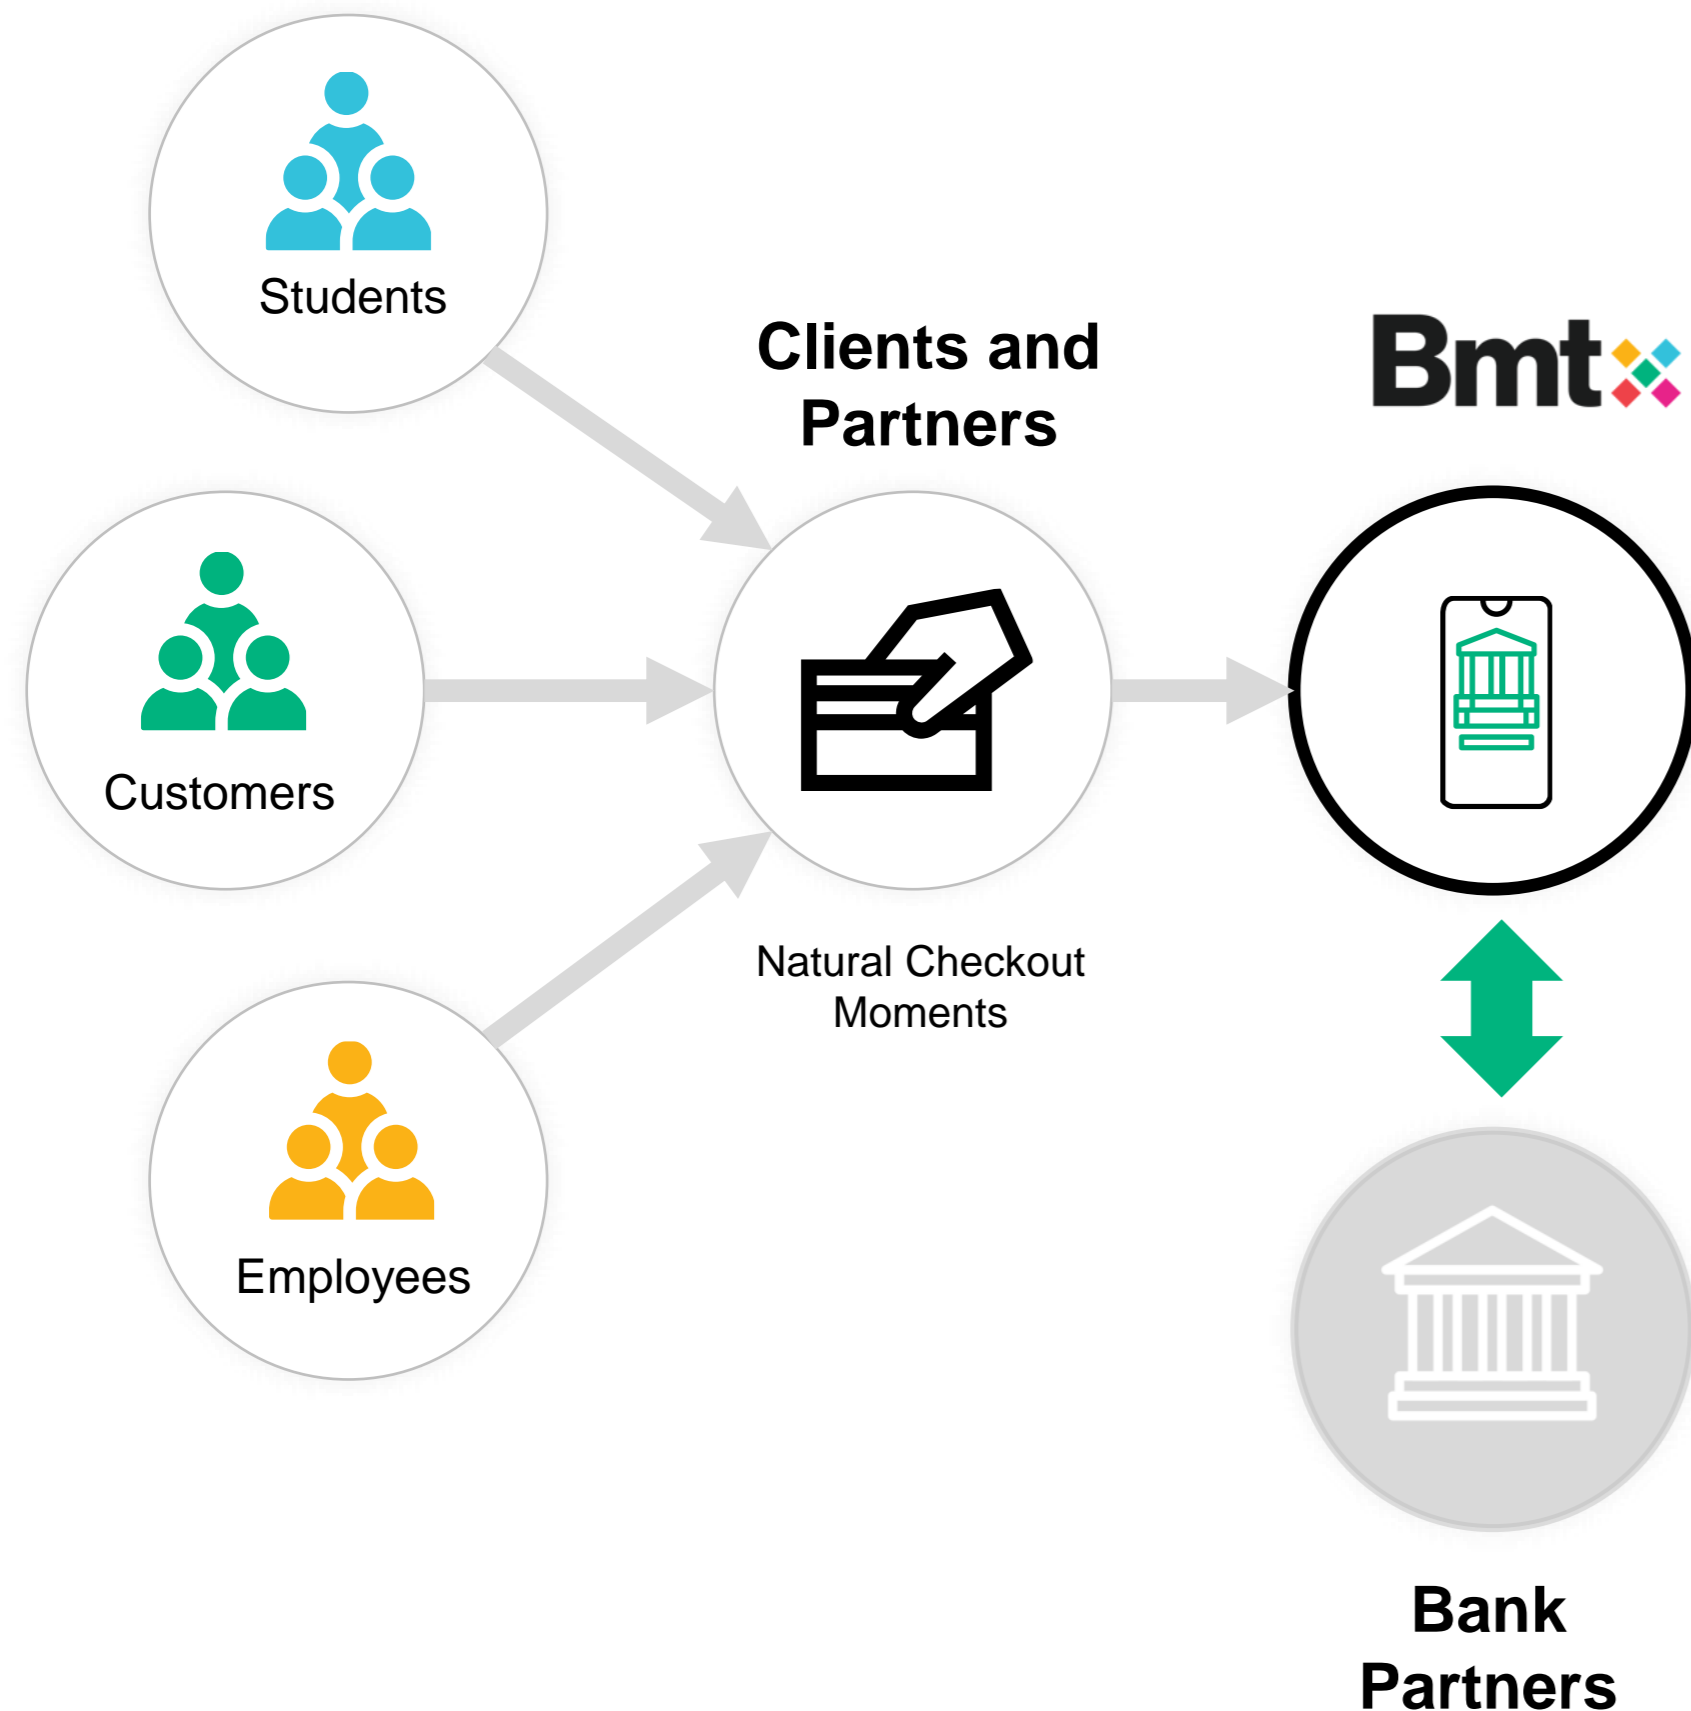 Students
Clients and
Partners
Bmt
Customers
Natural Checkout
Moments
Employees
Bank
Partners